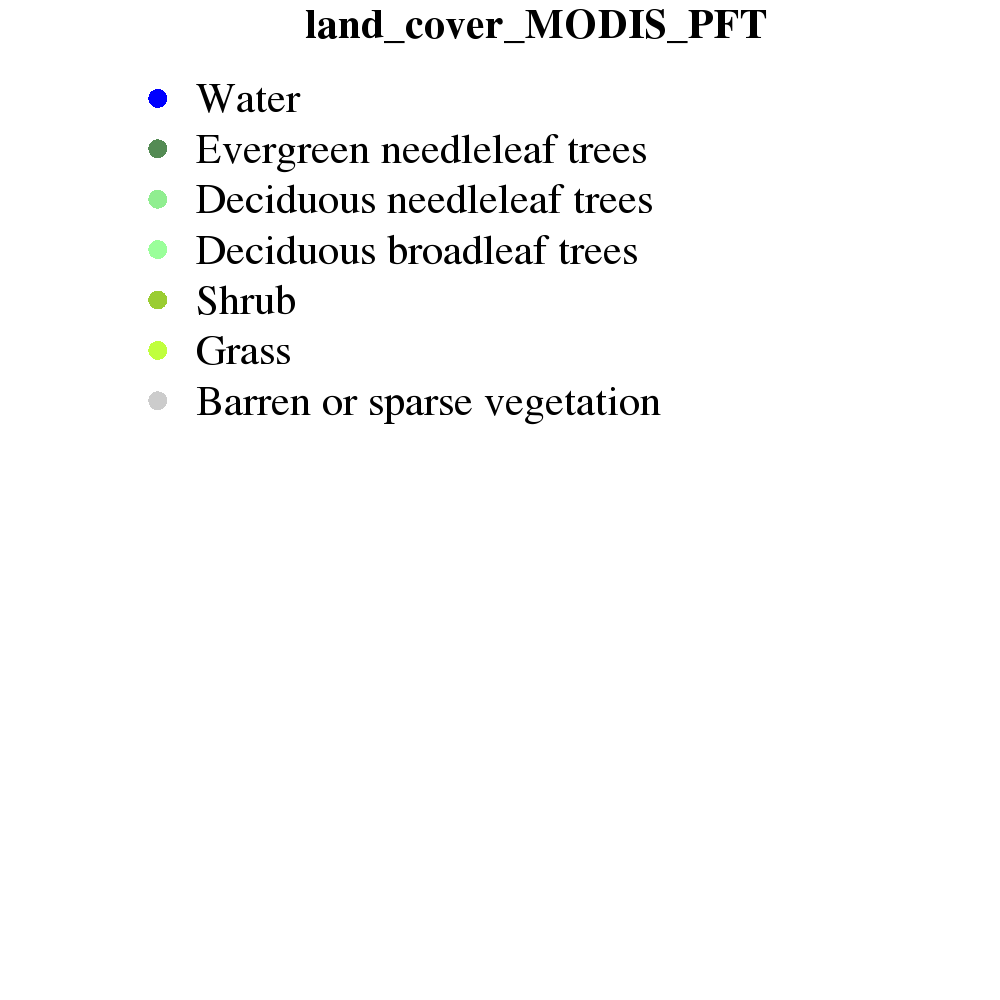 land_cover_MODIS_PFT
Water
Evergreen needleleaf trees
Deciduous needleleaf trees
Deciduous broadleaf trees
Shrub
Grass
Barren or sparse vegetation